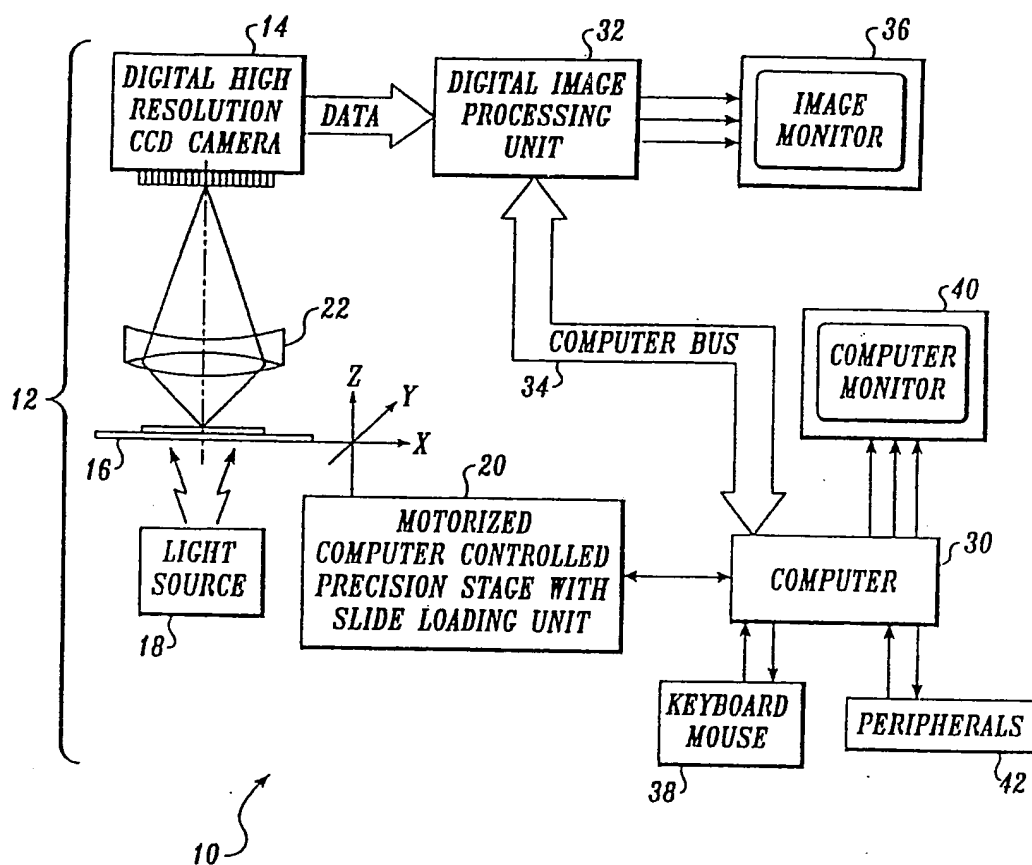 14
DIGITAL HIGH
RESOLUTION
CCD CAMERA
DATA
32
DIGITAL IMAGE
PROCESSING
UNIT
36
IMAGE
MONITOR
22
12
Z
Y
X
16
COMPUTER BUS
34
40
COMPUTER
MONITOR
20
MOTORIZED
COMPUTER CONTROLLED
PRECISION STAGE WITH
SLIDE LOADING UNIT
LIGHT
SOURCE
18
30
COMPUTER
KEYBOARD
MOUSE
38
PERIPHERALS
42
10